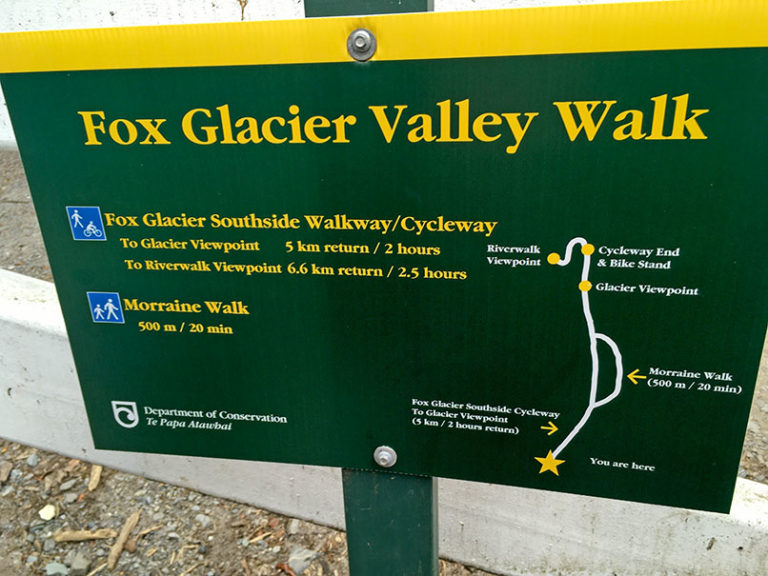 Fox Glacier Valley Walk
Fox Glacier Southside Walkway/Cycleway
To Glacier Viewpoint 5 km return / 2 hours
To Riverwalk Viewpoint 6.6 km return / 2.5 hours
Morraine Walk
500 m / 20 min
Riverwalk
Viewpoint
Cycleway End
& Bike Stand
Glacier Viewpoint
Morraine Walk
(500 m / 20 min)
Fox Glacier Southside Cycleway
To Glacier Viewpoint
(5 km / 2 hours return)
You are here
Department of Conservation
Te Papa Atawhai